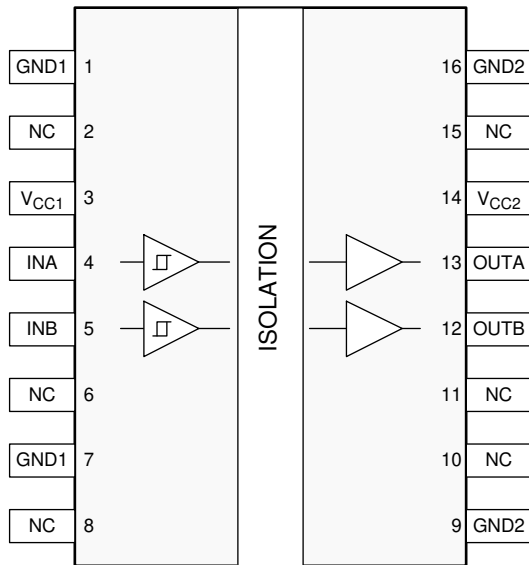 GND1 1 16 GND2
NC 2 15 NC
VCC1 3 14 VCC2
INA 4 13 OUTA
INB 5 12 OUTB
NC 6 11 NC
GND1 7 10 NC
NC 8 9 GND2
ISOLATION